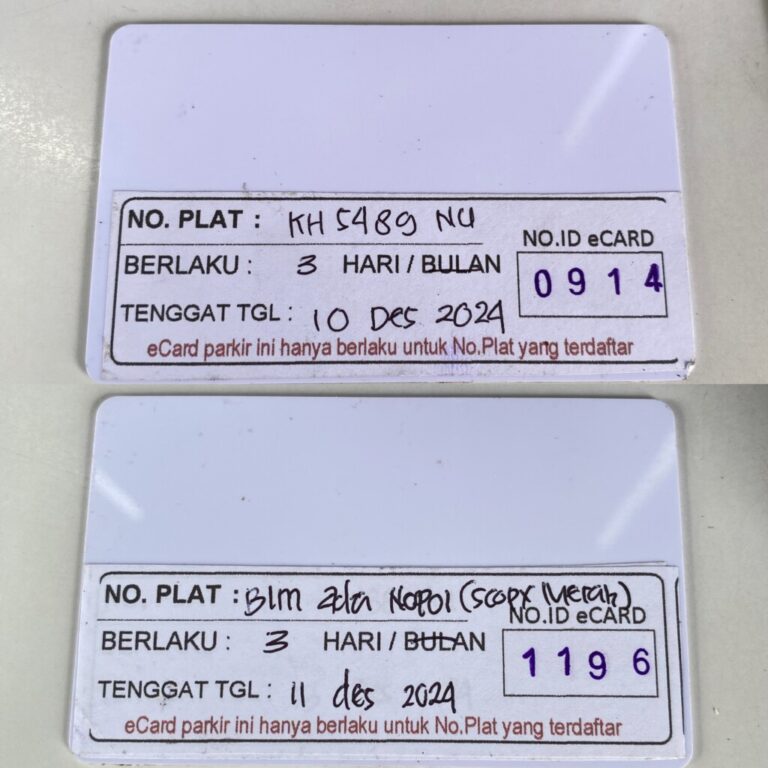 NO. PLAT : KH 5489 NU
NO.ID eCARD
BERLAKU : 3 HARI / BULAN
0914
TENGGAT TGL : 10 Des 2024
eCard parkir ini hanya berlaku untuk No.Plat yang terdaftar
NO. PLAT : Blm ada Nopol (Scopy Merah)
NO.ID eCARD
BERLAKU : 3 HARI / BULAN
1196
TENGGAT TGL : 11 des 2024
eCard parkir ini hanya berlaku untuk No.Plat yang terdaftar